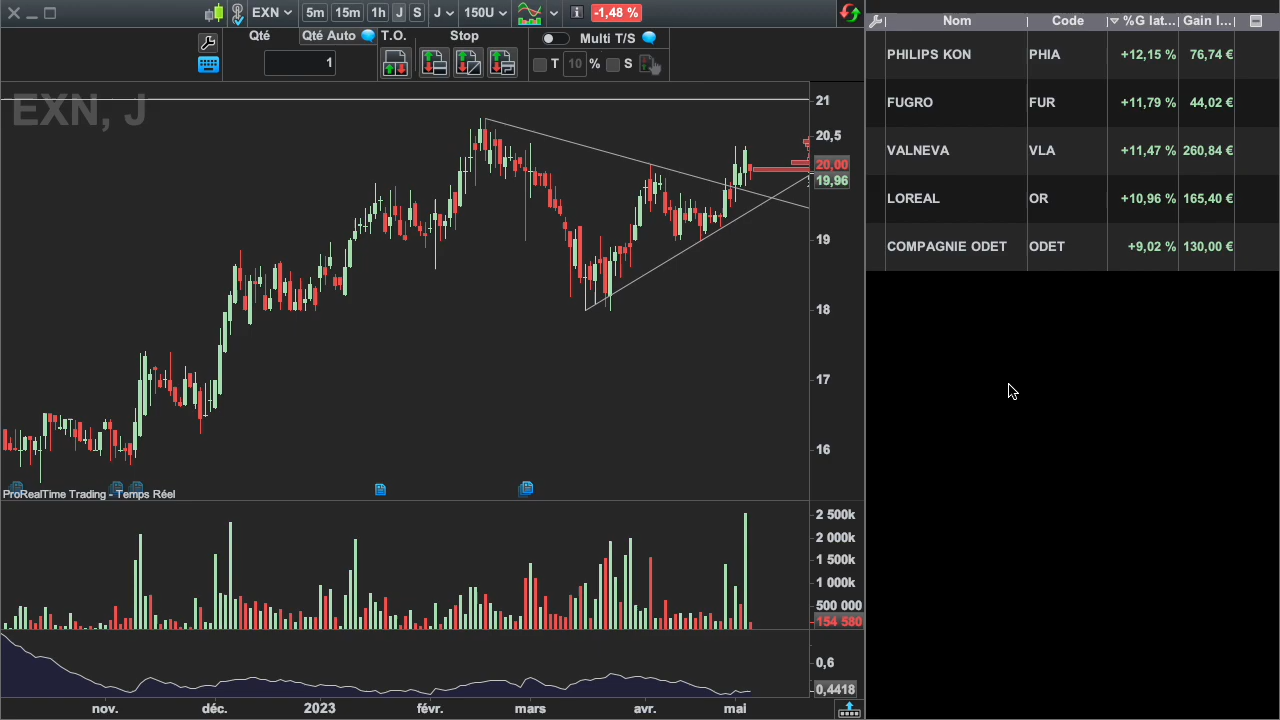 EXN 5m 15m 1h J S J 150U -1,48 %
Qté Qté Auto T.O. Stop Multi T/S
1 T 10 % S
EXN, J
21
20,5
20,00
19,96
19
18
17
16
ProRealTime Trading - Temps Réel
2 500k
2 000k
1 500k
1 000k
500 000
154 580
0,6
0,4418
nov. déc. 2023 févr. mars avr. mai
Nom Code %G lat... Gain l...
PHILIPS KON PHIA +12,15 % 76,74 €
FUGRO FUR +11,79 % 44,02 €
VALNEVA VLA +11,47 % 260,84 €
LOREAL OR +10,96 % 165,40 €
COMPAGNIE ODET ODET +9,02 % 130,00 €